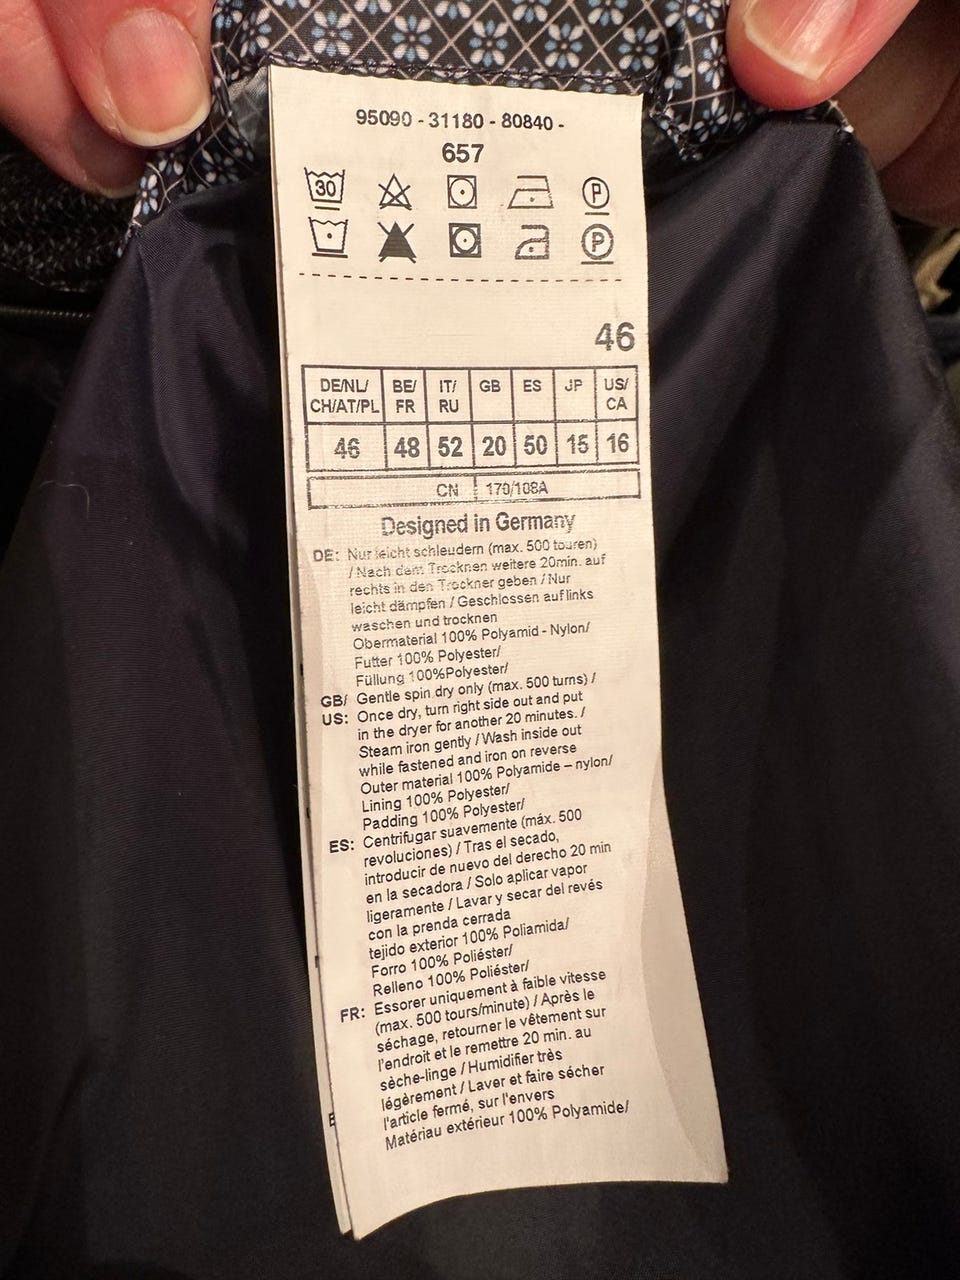 95090 - 31180 - 80840 -
657
30 P
P
46
DE/NL/ CH/AT/PL BE/ FR IT/ RU GB ES JP US/ CA
46 48 52 20 50 15 16
CN 170/108A
Designed in Germany
DE: Nur leicht schleudern (max. 500 touren)
/ Nach dem Trocknen weitere 20min. auf
rechts in den Trockner geben / Nur
leicht dämpfen / Geschlossen auf links
waschen und trocknen
Obermaterial 100% Polyamid - Nylon/
Futter 100% Polyester/
Füllung 100%Polyester/
GB/ Gentle spin dry only (max. 500 turns) /
US: Once dry, turn right side out and put
in the dryer for another 20 minutes. /
Steam iron gently / Wash inside out
while fastened and iron on reverse
Outer material 100% Polyamide – nylon/
Lining 100% Polyester/
Padding 100% Polyester/
ES: Centrifugar suavemente (máx. 500
revoluciones) / Tras el secado,
introducir de nuevo del derecho 20 min
en la secadora / Solo aplicar vapor
ligeramente / Lavar y secar del revés
con la prenda cerrada
tejido exterior 100% Poliamida/
Forro 100% Poliéster/
Relleno 100% Poliéster/
FR: Essorer uniquement à faible vitesse
(max. 500 tours/minute) / Après le
séchage, retourner le vêtement sur
l'endroit et le remettre 20 min. au
sèche-linge / Humidifier très
légèrement / Laver et faire sécher
l'article fermé, sur l'envers
Matériau extérieur 100% Polyamide/